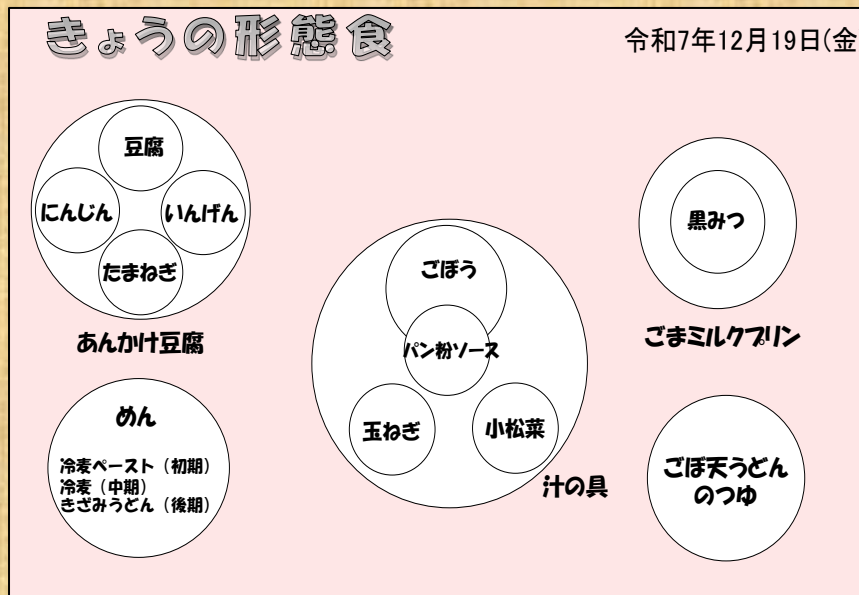 きょうの形態食
令和7年12月19日(金
豆腐
にんじん
いんげん
たまねぎ
あんかけ豆腐
ごぼう
パン粉ソース
玉ねぎ
小松菜
汁の具
黒みつ
ごまミルクプリン
めん
冷麦ペースト（初期）
冷麦（中期）
きざみうどん（後期）
ごぼ天うどん
のつゆ